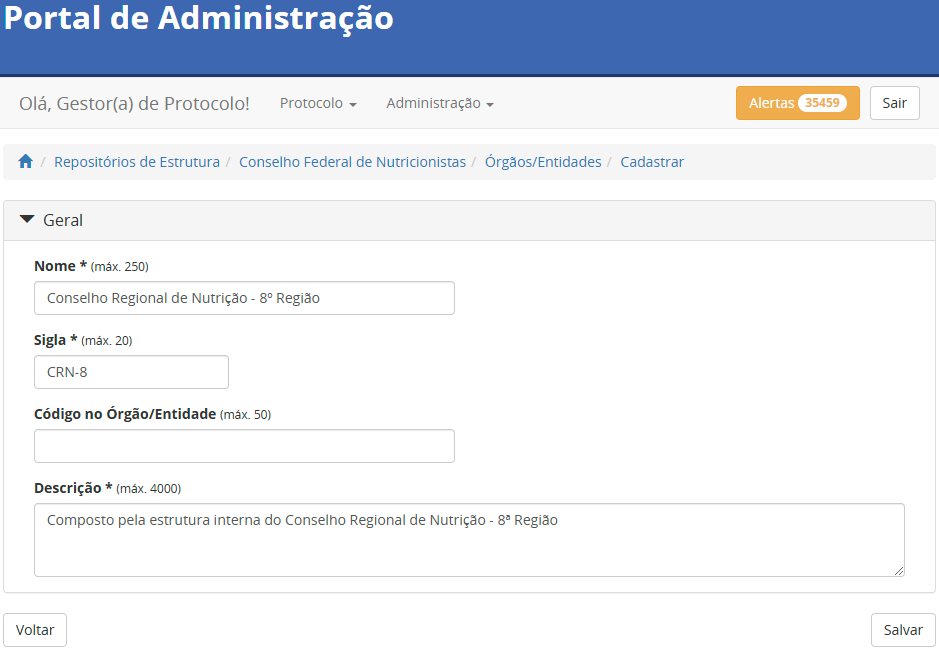 Portal de Administração
Olá, Gestor(a) de Protocolo! Protocolo Administração Alertas 35459 Sair
/ Repositórios de Estrutura / Conselho Federal de Nutricionistas / Órgãos/Entidades / Cadastrar
Geral
Nome * (máx. 250)
Conselho Regional de Nutrição - 8º Região
Sigla * (máx. 20)
CRN-8
Código no Órgão/Entidade (máx. 50)
Descrição * (máx. 4000)
Composto pela estrutura interna do Conselho Regional de Nutrição - 8ª Região
Voltar Salvar